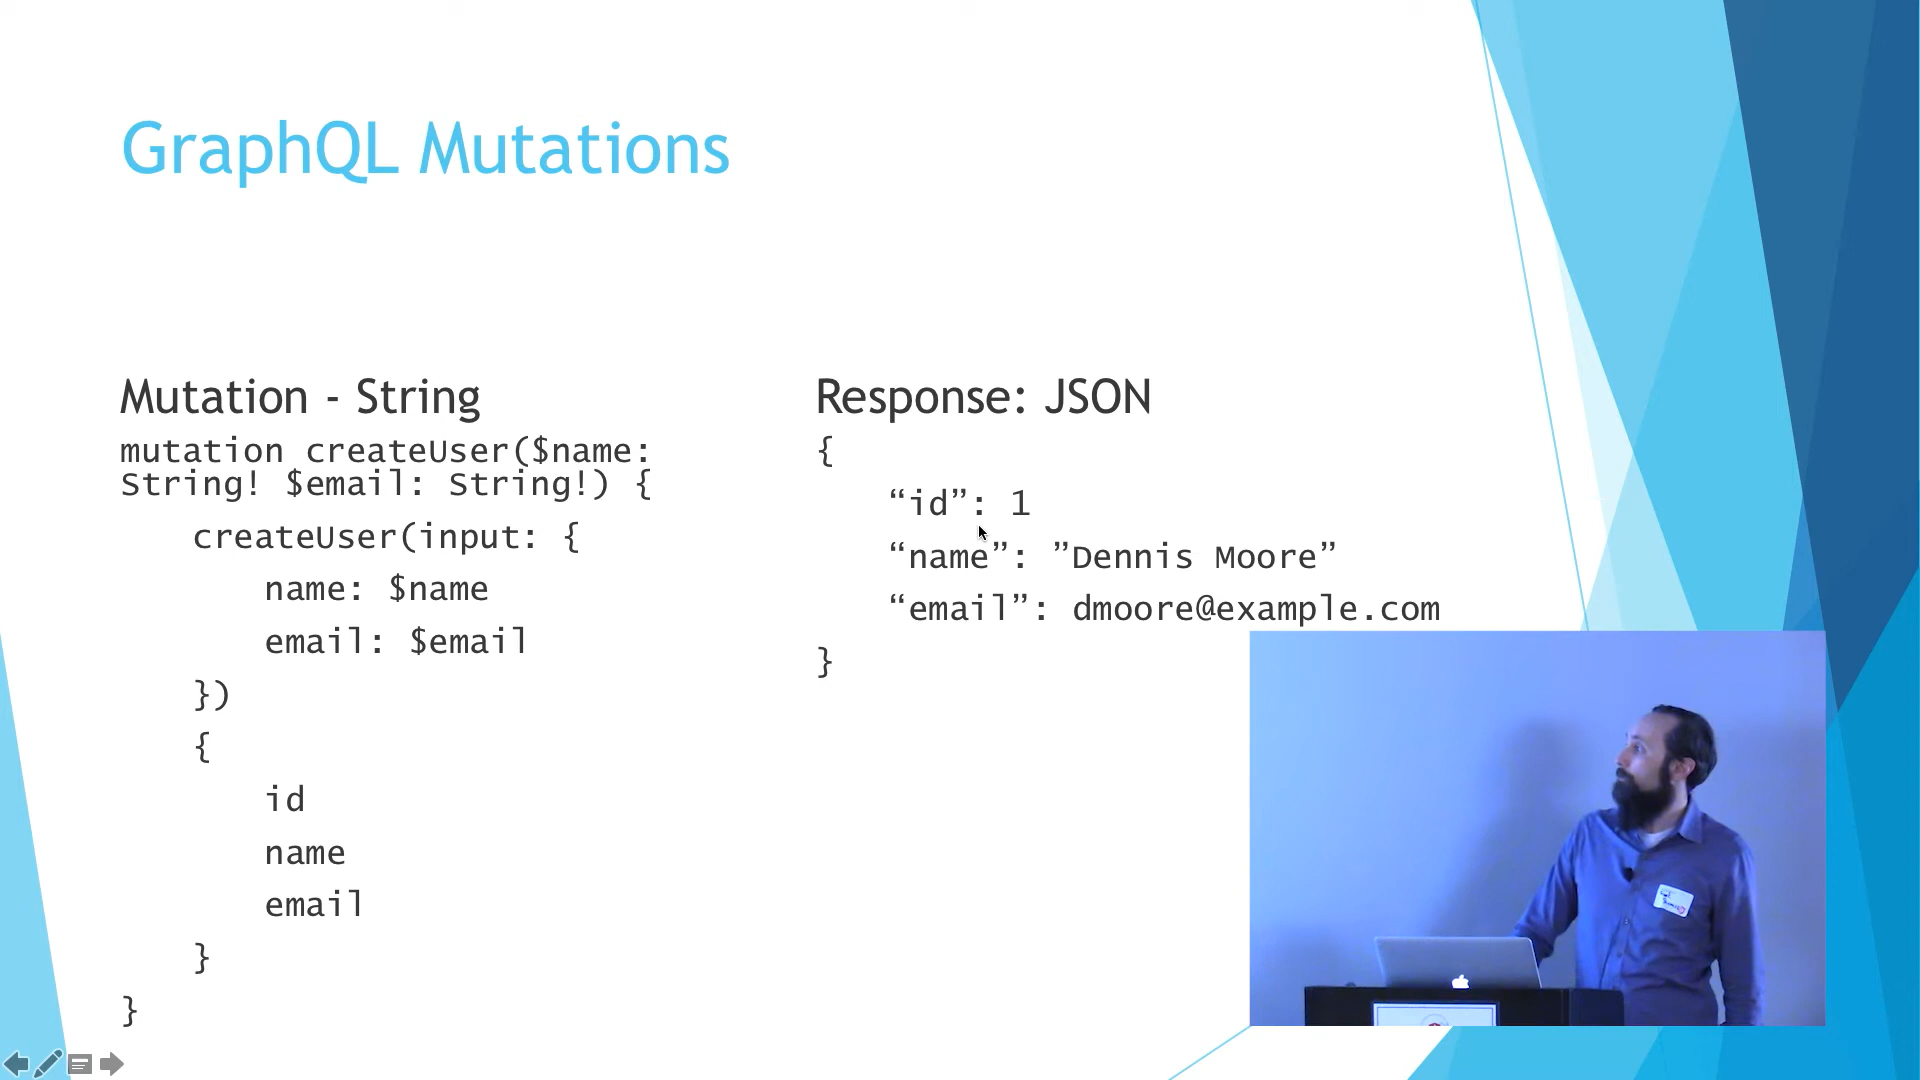 GraphQL Mutations
Mutation - String
mutation createUser($name:
String! $email: String!) {
createUser(input: {
name: $name
email: $email
})
{
id
name
email
}
}
Response: JSON
{
“id”: 1
“name”: ”Dennis Moore”
“email”: dmoore@example.com
}